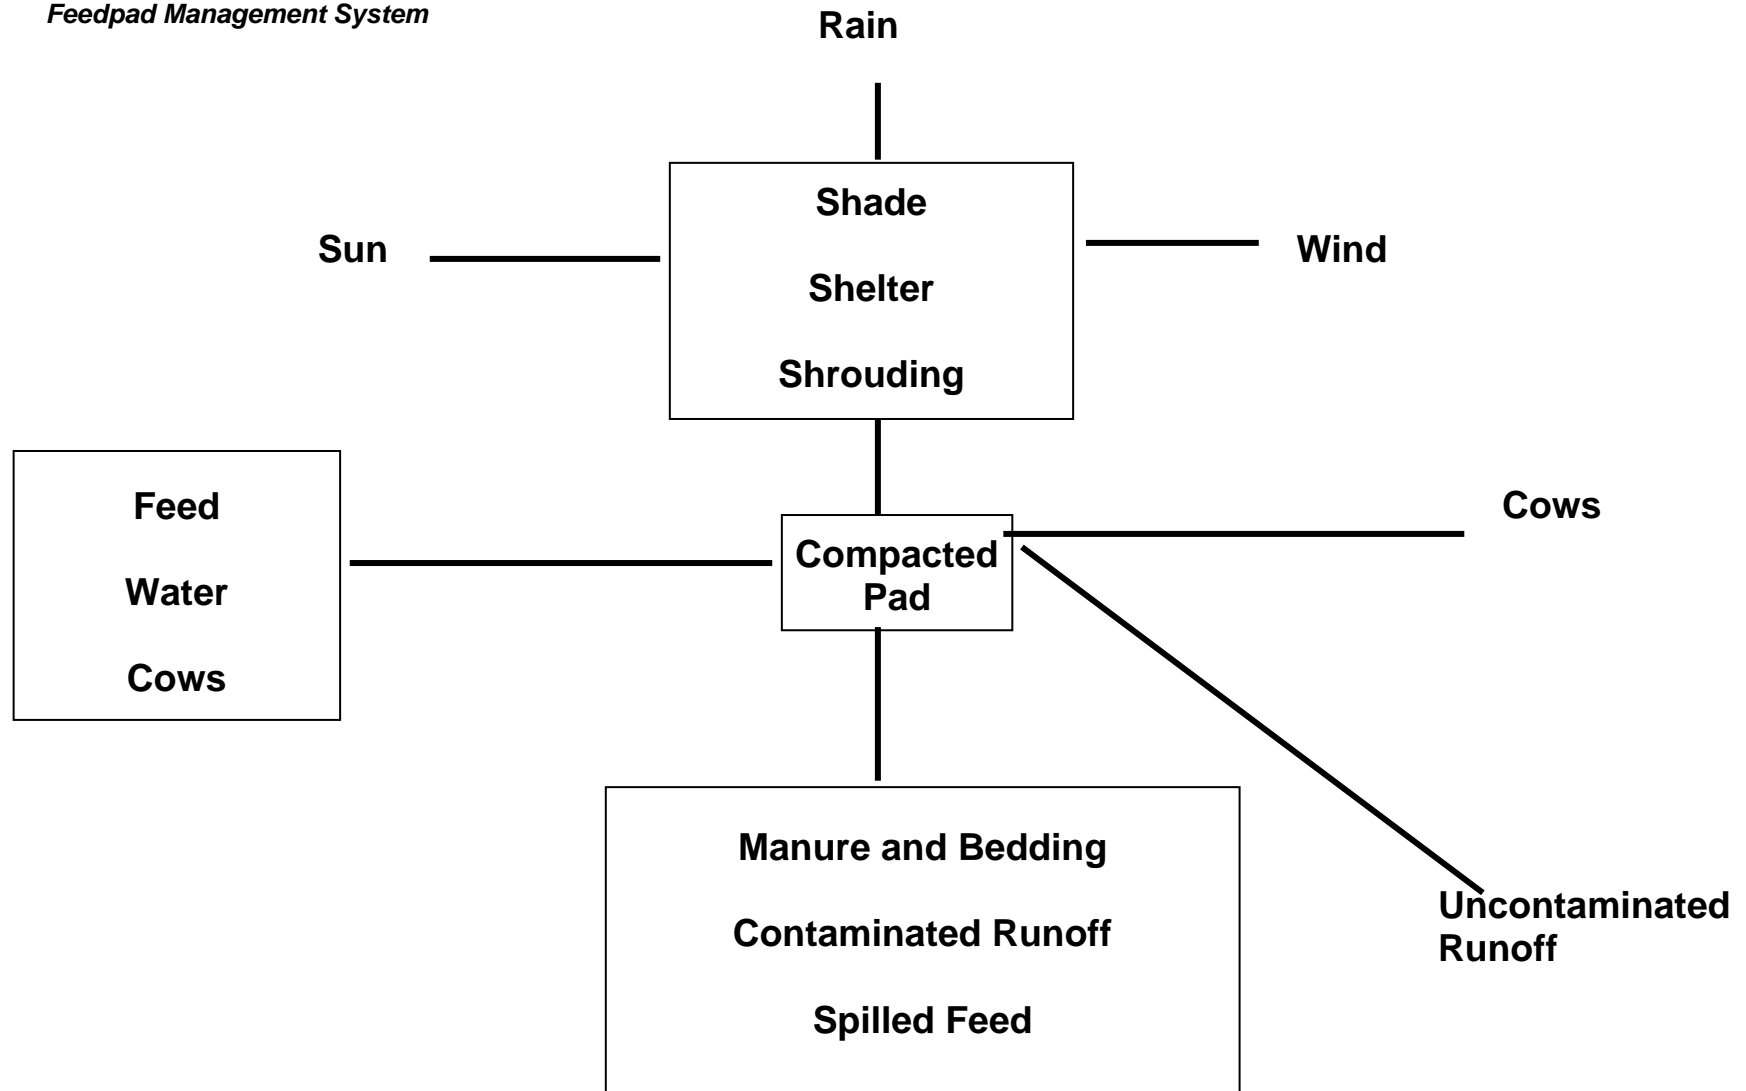 Feedpad Management System
Rain
Shade
Sun
Wind
Shelter
Shrouding
Feed
Cows
Compacted
Pad
Water
Cows
Manure and Bedding
Uncontaminated
Runoff
Contaminated Runoff
Spilled Feed